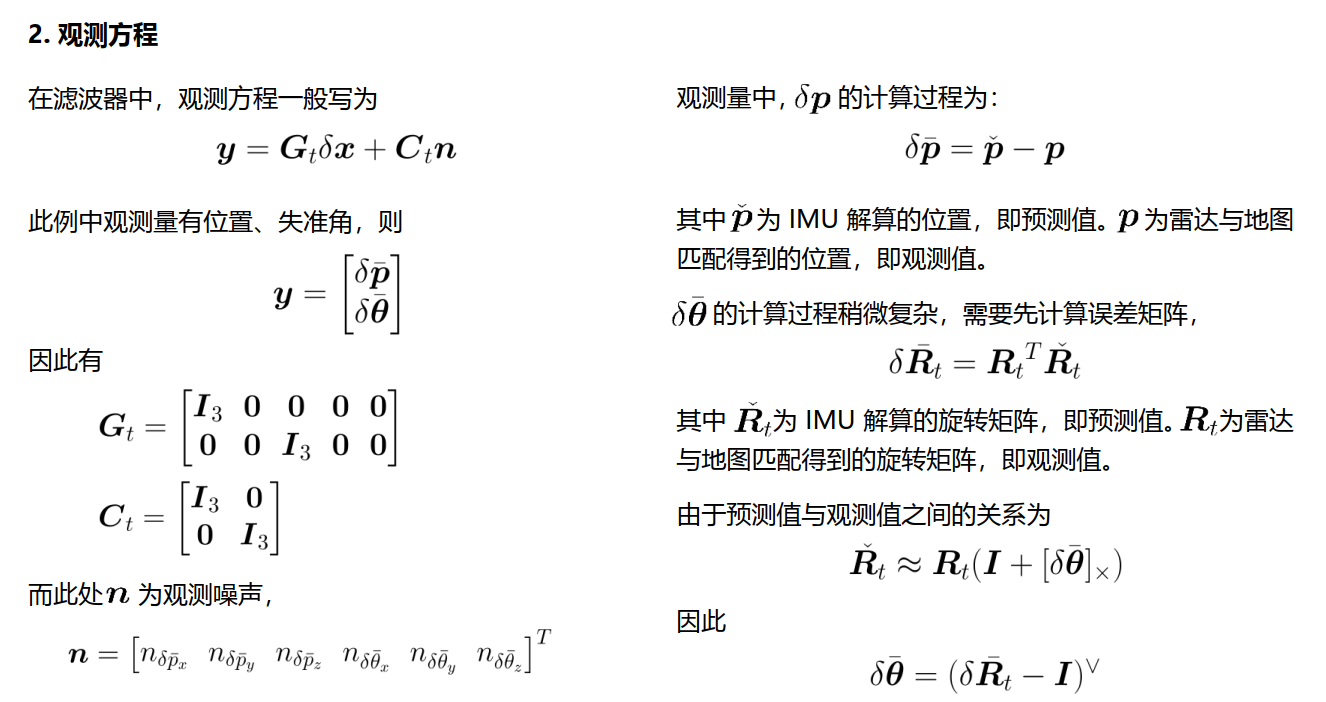 2. 观测方程
在滤波器中，观测方程一般写为
$\boldsymbol{y} = \boldsymbol{G}_t \delta\boldsymbol{x} + \boldsymbol{C}_t \boldsymbol{n}$
此例中观测量有位置、失准角，则
$\boldsymbol{y} = \begin{bmatrix} \delta\bar{\boldsymbol{p}} \\ \delta\bar{\boldsymbol{\theta}} \end{bmatrix}$
因此有
$\boldsymbol{G}_t = \begin{bmatrix} \boldsymbol{I}_3 & \boldsymbol{0} & \boldsymbol{0} & \boldsymbol{0} & \boldsymbol{0} \\ \boldsymbol{0} & \boldsymbol{0} & \boldsymbol{I}_3 & \boldsymbol{0} & \boldsymbol{0} \end{bmatrix}$
$\boldsymbol{C}_t = \begin{bmatrix} \boldsymbol{I}_3 & \boldsymbol{0} \\ \boldsymbol{0} & \boldsymbol{I}_3 \end{bmatrix}$
而此处 $\boldsymbol{n}$ 为观测噪声，
$\boldsymbol{n} = \begin{bmatrix} n_{\delta\bar{p}_x} & n_{\delta\bar{p}_y} & n_{\delta\bar{p}_z} & n_{\delta\bar{\theta}_x} & n_{\delta\bar{\theta}_y} & n_{\delta\bar{\theta}_z} \end{bmatrix}^T$
观测量中，$\delta\boldsymbol{p}$ 的计算过程为：
$\delta\bar{\boldsymbol{p}} = \check{\boldsymbol{p}} - \boldsymbol{p}$
其中 $\check{\boldsymbol{p}}$ 为 IMU 解算的位置，即预测值。$\boldsymbol{p}$ 为雷达与地图
匹配得到的位置，即观测值。
$\delta\bar{\boldsymbol{\theta}}$ 的计算过程稍微复杂，需要先计算误差矩阵，
$\delta\bar{\boldsymbol{R}}_t = \boldsymbol{R}_t{}^T \check{\boldsymbol{R}}_t$
其中 $\check{\boldsymbol{R}}_t$ 为 IMU 解算的旋转矩阵，即预测值。$\boldsymbol{R}_t$ 为雷达
与地图匹配得到的旋转矩阵，即观测值。
由于预测值与观测值之间的关系为
$\check{\boldsymbol{R}}_t \approx \boldsymbol{R}_t (\boldsymbol{I} + [\delta\bar{\boldsymbol{\theta}}]_\times)$
因此
$\delta\bar{\boldsymbol{\theta}} = (\delta\bar{\boldsymbol{R}}_t - \boldsymbol{I})^\vee$